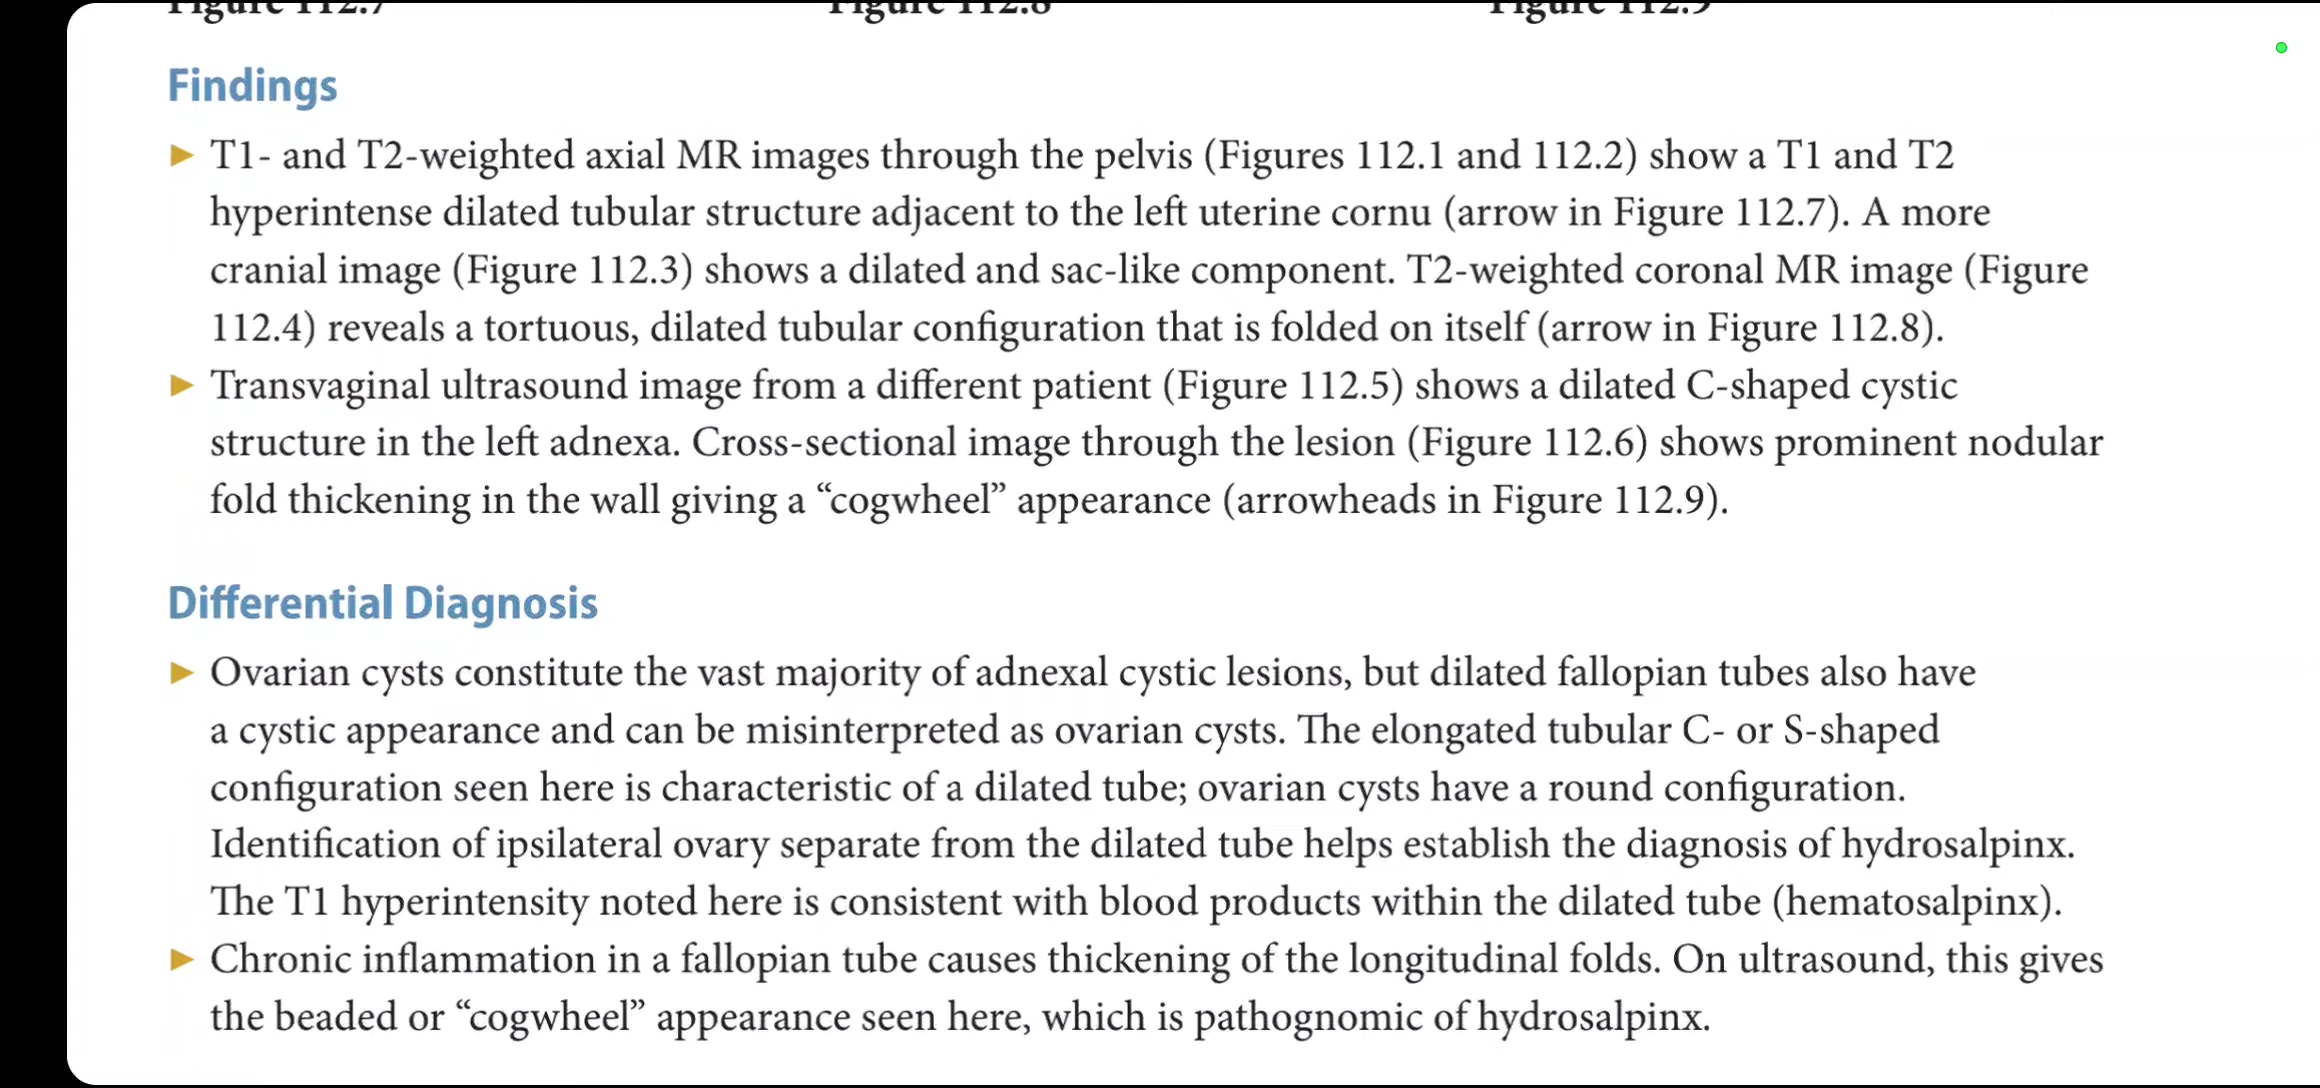 Figure 112.7 Figure 112.8 Figure 112.9
Findings
► T1- and T2-weighted axial MR images through the pelvis (Figures 112.1 and 112.2) show a T1 and T2
hyperintense dilated tubular structure adjacent to the left uterine cornu (arrow in Figure 112.7). A more
cranial image (Figure 112.3) shows a dilated and sac-like component. T2-weighted coronal MR image (Figure
112.4) reveals a tortuous, dilated tubular configuration that is folded on itself (arrow in Figure 112.8).
► Transvaginal ultrasound image from a different patient (Figure 112.5) shows a dilated C-shaped cystic
structure in the left adnexa. Cross-sectional image through the lesion (Figure 112.6) shows prominent nodular
fold thickening in the wall giving a “cogwheel” appearance (arrowheads in Figure 112.9).
Differential Diagnosis
► Ovarian cysts constitute the vast majority of adnexal cystic lesions, but dilated fallopian tubes also have
a cystic appearance and can be misinterpreted as ovarian cysts. The elongated tubular C- or S-shaped
configuration seen here is characteristic of a dilated tube; ovarian cysts have a round configuration.
Identification of ipsilateral ovary separate from the dilated tube helps establish the diagnosis of hydrosalpinx.
The T1 hyperintensity noted here is consistent with blood products within the dilated tube (hematosalpinx).
► Chronic inflammation in a fallopian tube causes thickening of the longitudinal folds. On ultrasound, this gives
the beaded or “cogwheel” appearance seen here, which is pathognomic of hydrosalpinx.